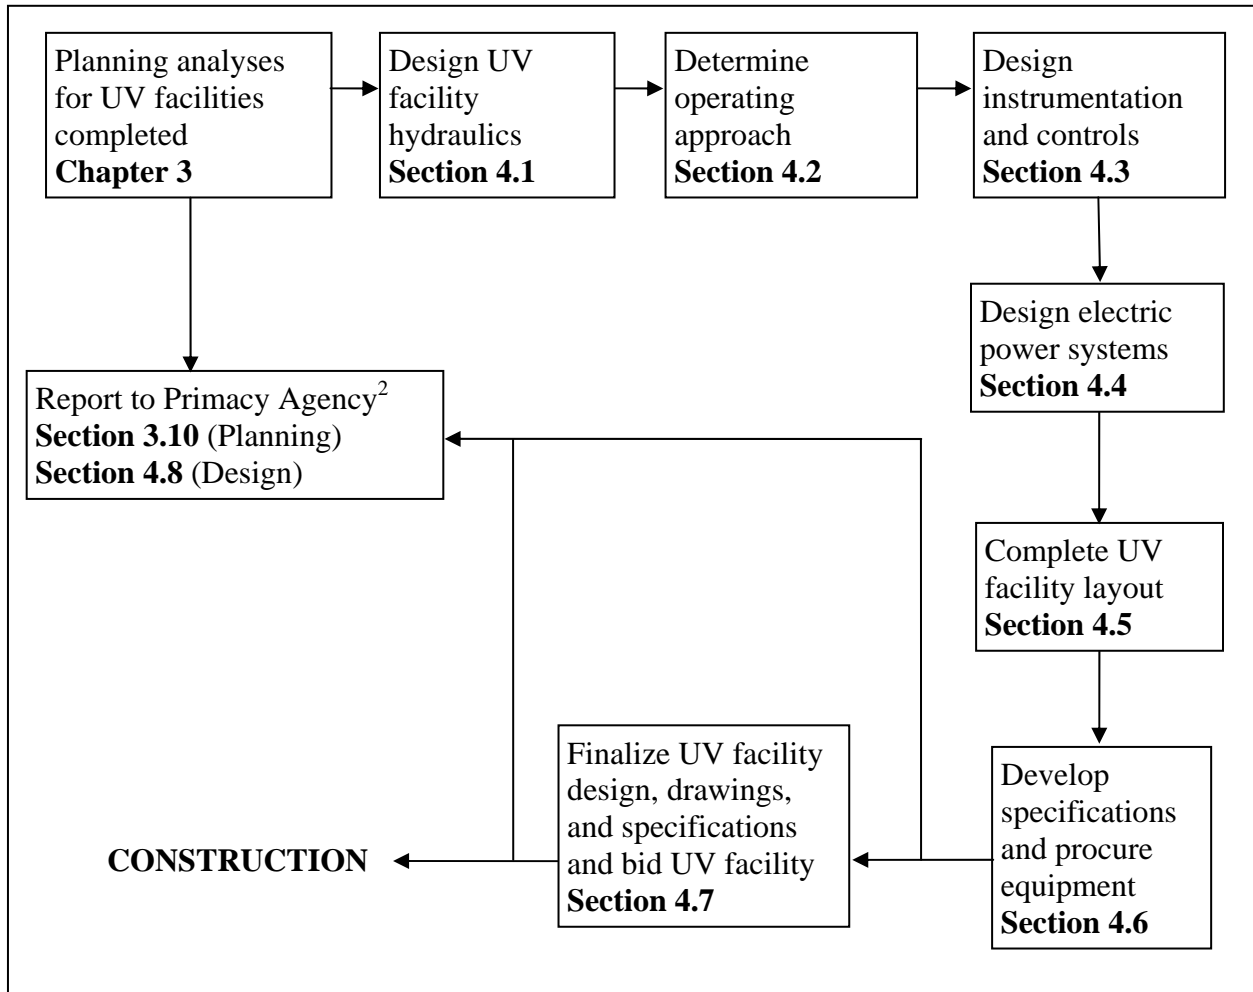 Planning analyses
for UV facilities
completed
Chapter 3
Design UV
facility
hydraulics
Section 4.1
Determine
operating
approach
Section 4.2
Design
instrumentation
and controls
Section 4.3
Design electric
power systems
Section 4.4
Report to Primacy Agency2
Section 3.10 (Planning)
Section 4.8 (Design)
Complete UV
facility layout
Section 4.5
Develop
specifications
and procure
equipment
Section 4.6
Finalize UV facility
design, drawings,
and specifications
and bid UV facility
Section 4.7
CONSTRUCTION